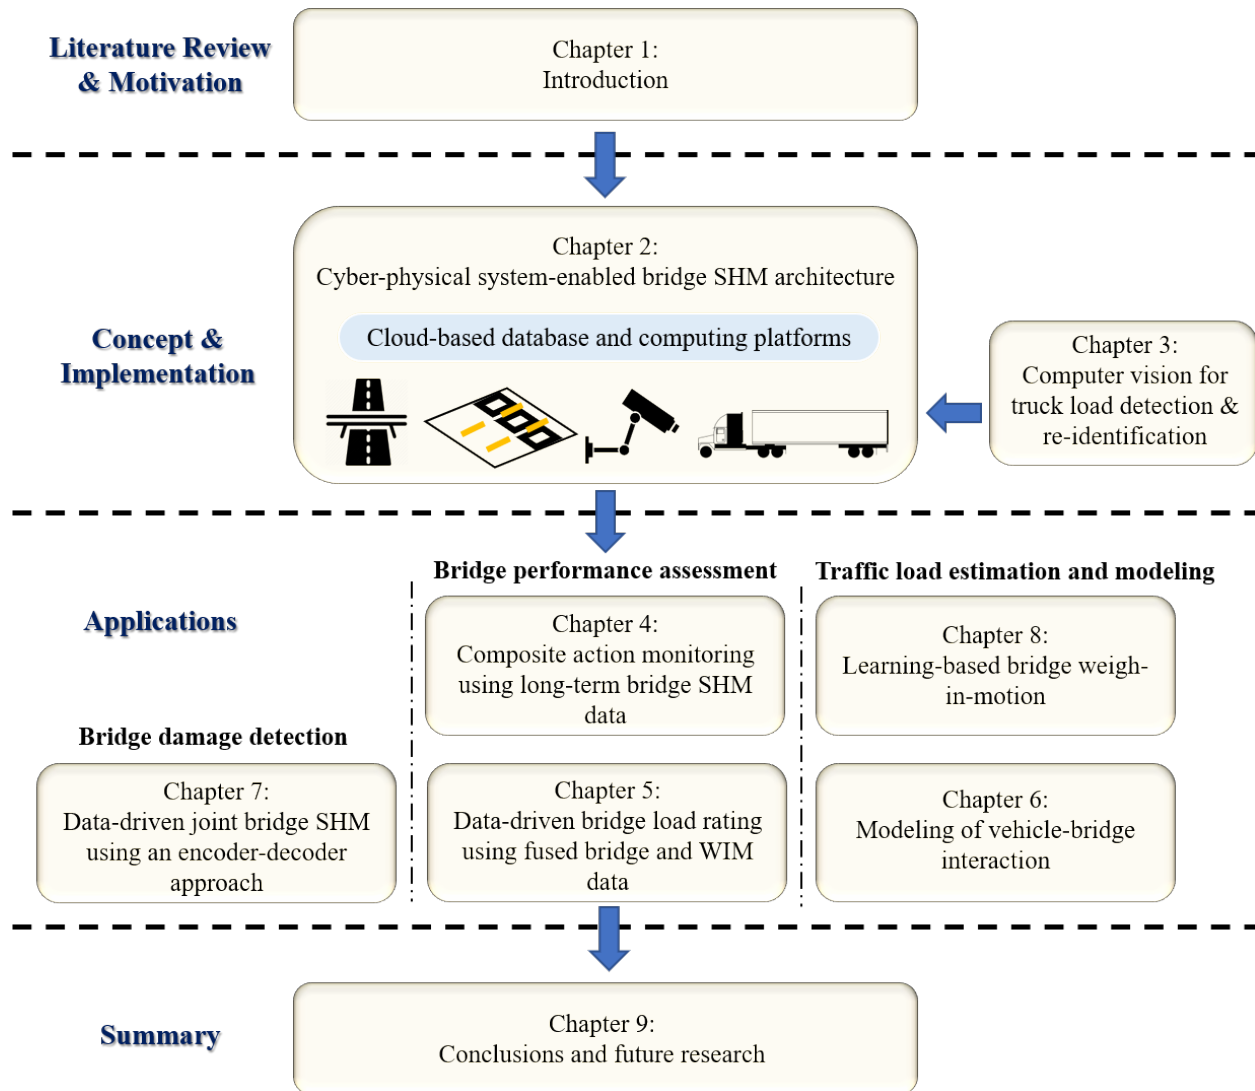 Literature Review
& Motivation
Chapter 1:
Introduction
Concept &
Implementation
Chapter 2:
Cyber-physical system-enabled bridge SHM architecture
Cloud-based database and computing platforms
Chapter 3:
Computer vision for
truck load detection &
re-identification
Applications
Bridge damage detection
Chapter 7:
Data-driven joint bridge SHM
using an encoder-decoder
approach
Bridge performance assessment
Chapter 4:
Composite action monitoring
using long-term bridge SHM
data
Chapter 5:
Data-driven bridge load rating
using fused bridge and WIM
data
Traffic load estimation and modeling
Chapter 8:
Learning-based bridge weigh-
in-motion
Chapter 6:
Modeling of vehicle-bridge
interaction
Summary
Chapter 9:
Conclusions and future research